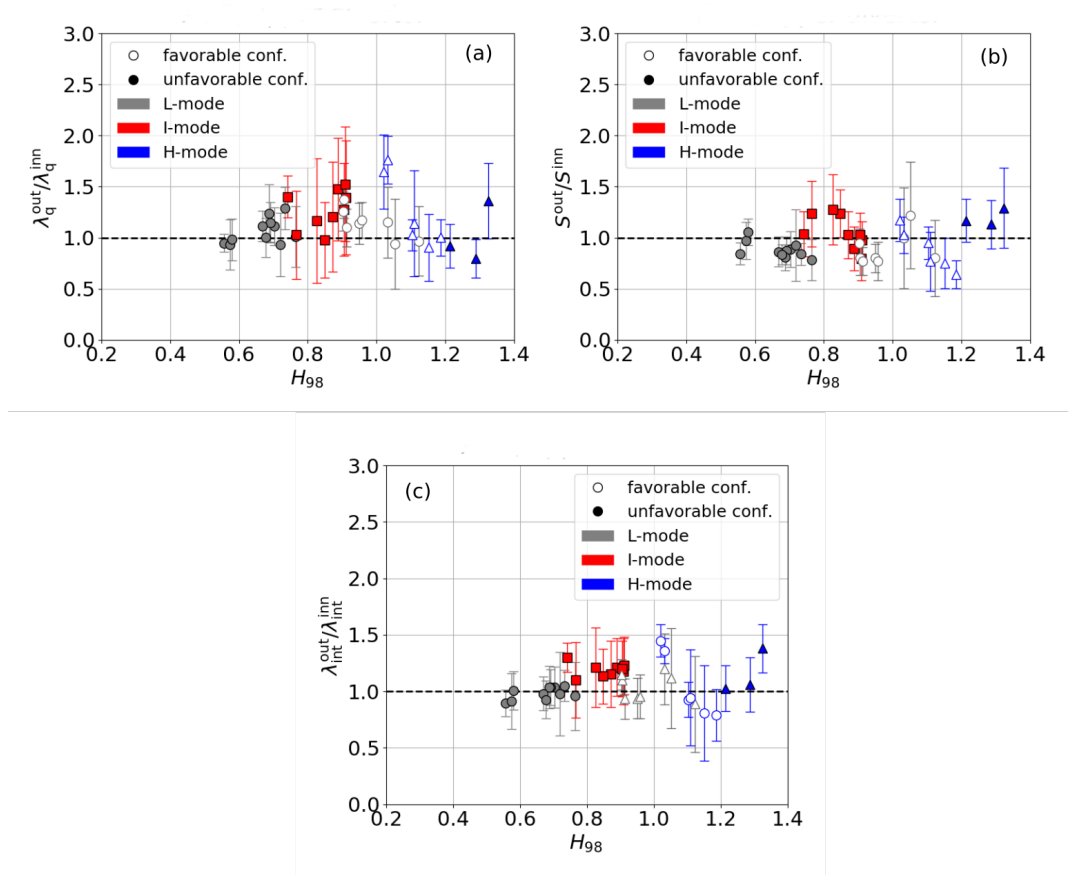 3.0
2.5
2.0
1.5
1.0
0.5
0.0
0.2 0.4 0.6 0.8 1.0 1.2 1.4
H98
λq^out/λq^inn
favorable conf.
unfavorable conf.
L-mode
I-mode
H-mode
(a)
3.0
2.5
2.0
1.5
1.0
0.5
0.0
0.2 0.4 0.6 0.8 1.0 1.2 1.4
H98
S^out/S^inn
favorable conf.
unfavorable conf.
L-mode
I-mode
H-mode
(b)
3.0
2.5
2.0
1.5
1.0
0.5
0.0
0.2 0.4 0.6 0.8 1.0 1.2 1.4
H98
λint^out/λint^inn
(c)
favorable conf.
unfavorable conf.
L-mode
I-mode
H-mode